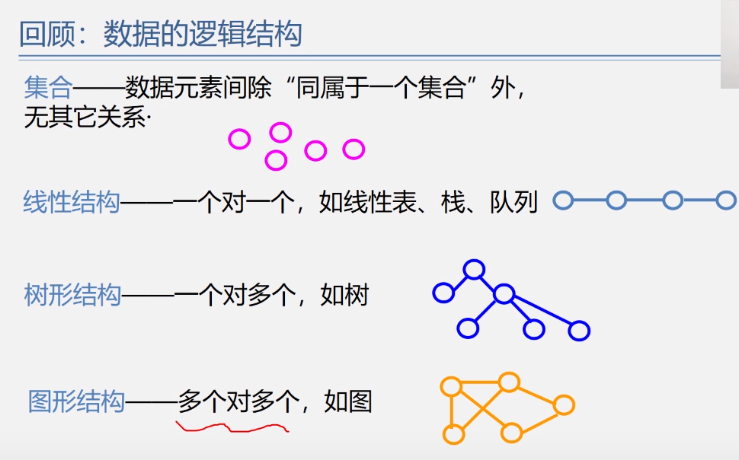 回顾：数据的逻辑结构
集合——数据元素间除“同属于一个集合”外，
无其它关系·
线性结构——一个对一个，如线性表、栈、队列
树形结构——一个对多个，如树
图形结构——多个对多个，如图